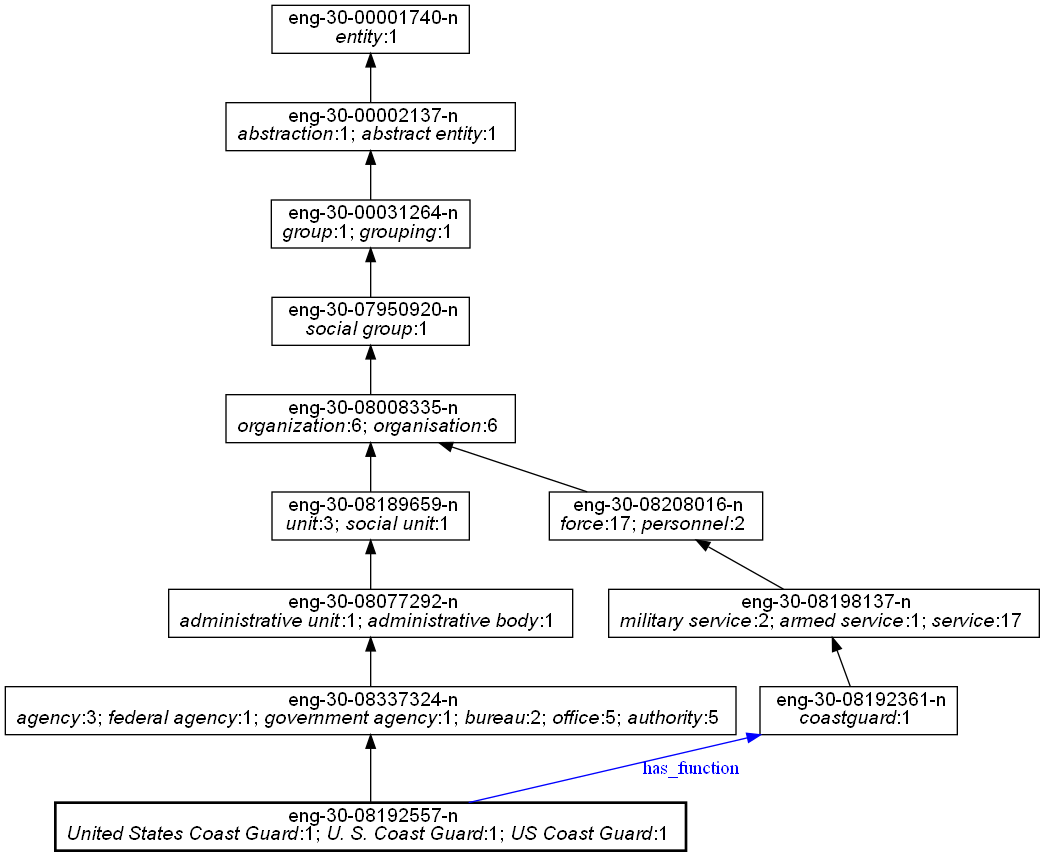 eng-30-00001740-n
entity:1
eng-30-00002137-n
abstraction:1; abstract entity:1
eng-30-00031264-n
group:1; grouping:1
eng-30-07950920-n
social group:1
eng-30-08008335-n
organization:6; organisation:6
eng-30-08189659-n
unit:3; social unit:1
eng-30-08208016-n
force:17; personnel:2
eng-30-08077292-n
administrative unit:1; administrative body:1
eng-30-08198137-n
military service:2; armed service:1; service:17
eng-30-08337324-n
agency:3; federal agency:1; government agency:1; bureau:2; office:5; authority:5
eng-30-08192361-n
coastguard:1
has_function
eng-30-08192557-n
United States Coast Guard:1; U. S. Coast Guard:1; US Coast Guard:1